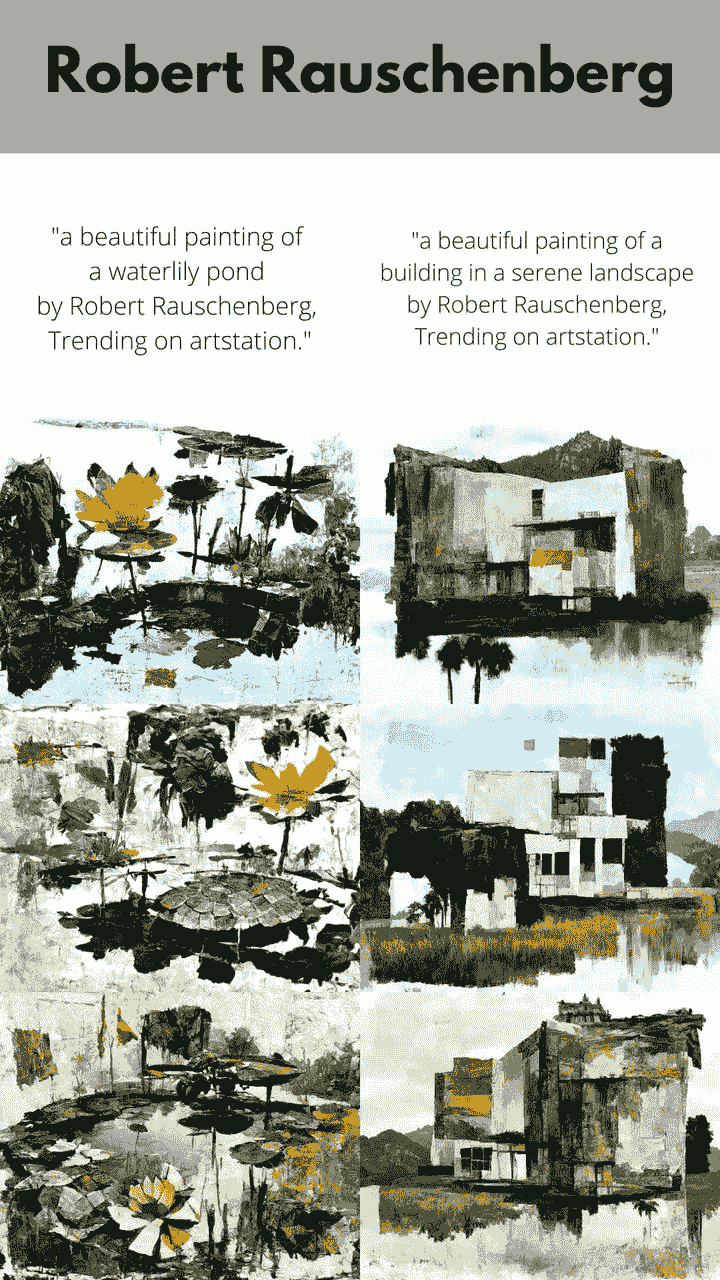 Robert Rauschenberg
"a beautiful painting of
a waterlily pond
by Robert Rauschenberg,
Trending on artstation."
"a beautiful painting of a
building in a serene landscape
by Robert Rauschenberg,
Trending on artstation."